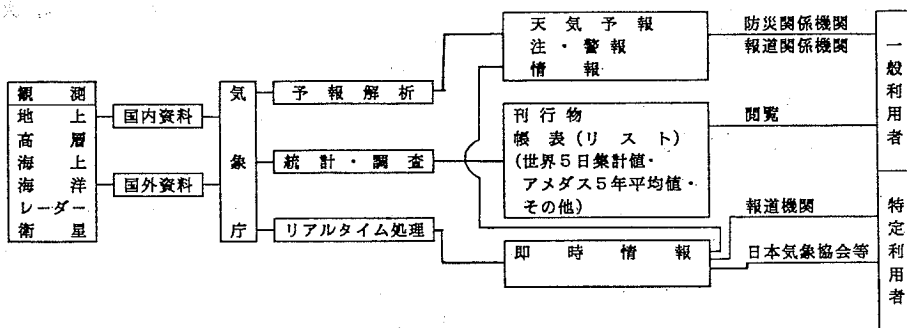 観測
地上
高層
海上
海洋
レーダー
衛星
国内資料
国外資料
気象庁
予報解析
統計・調査
リアルタイム処理
天気予報
注・警報
情報
刊行物
帳表(リスト)
(世界5日集計値・
アメダス5年平均値・
その他)
即時情報
防災関係機関
報道関係機関
閲覧
報道機関
日本気象協会等
一般利用者
特定利用者